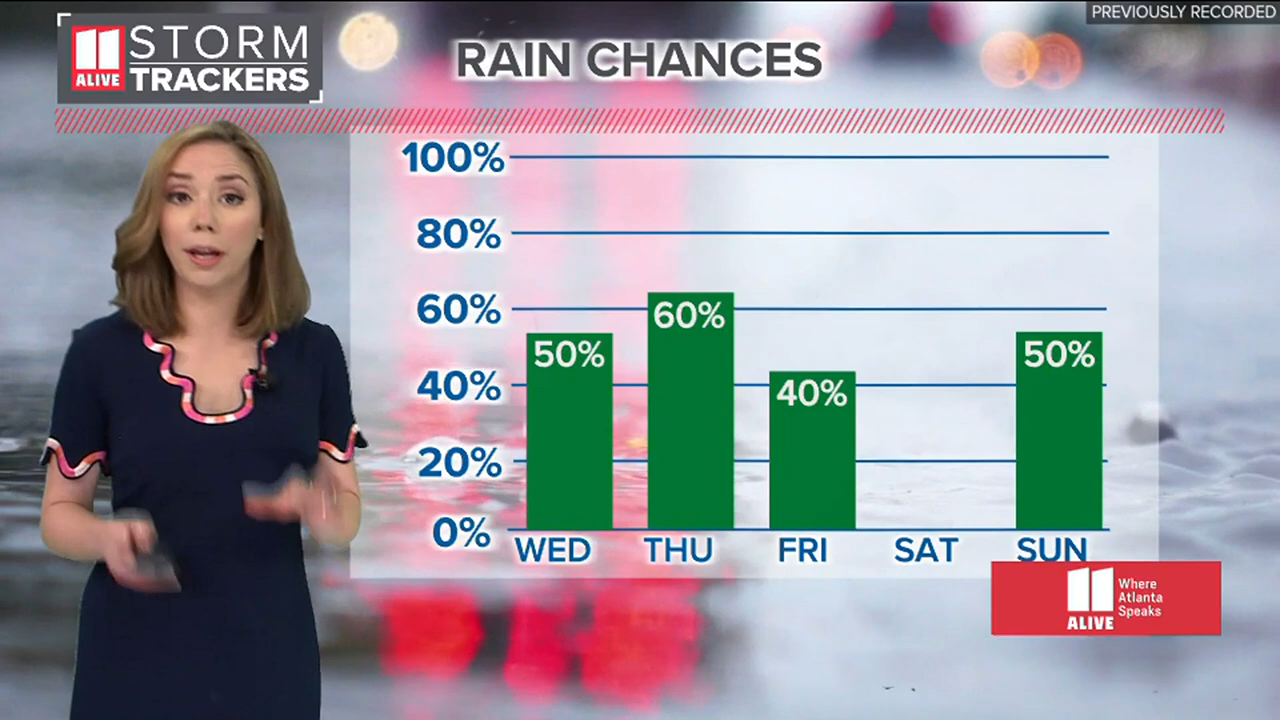 PREVIOUSLY RECORDED
11 ALIVE
STORM
TRACKERS
RAIN CHANCES
100%
80%
60%
40%
20%
0%
50%
60%
40%
50%
WED THU FRI SAT SUN
11 ALIVE
Where
Atlanta
Speaks